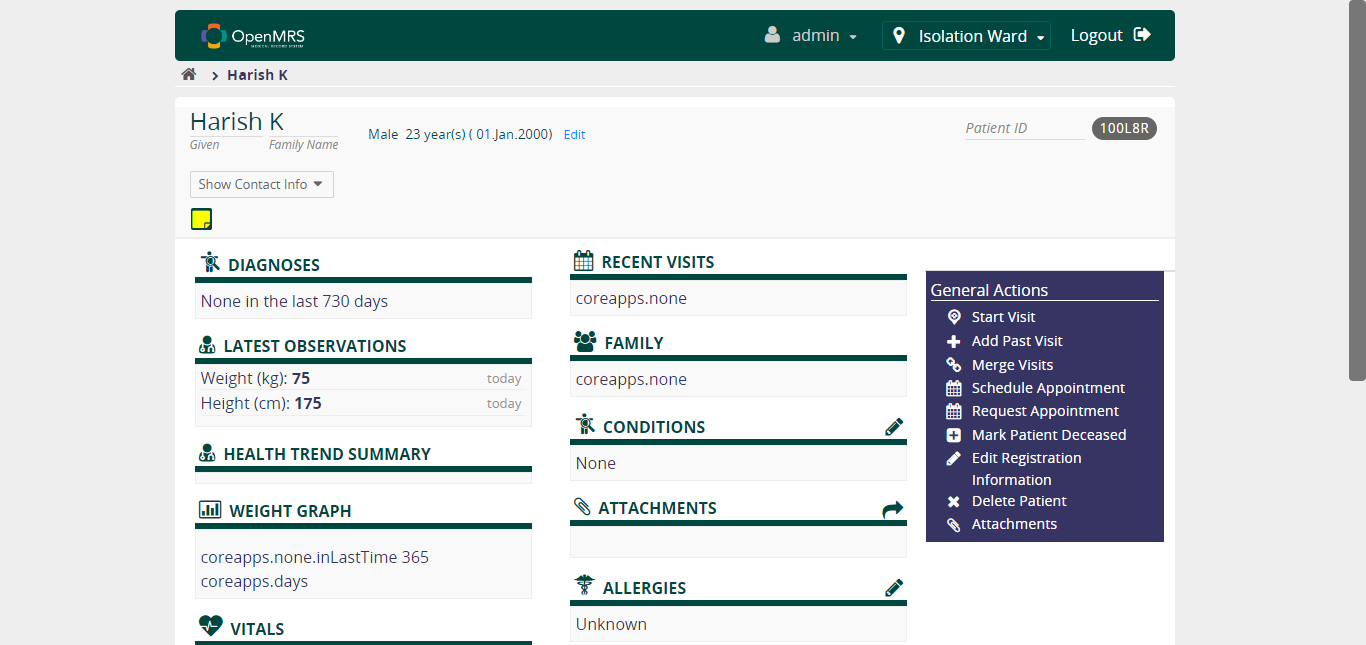 OpenMRS
MEDICAL RECORD SYSTEM
admin
Isolation Ward
Logout
Harish K
Harish K
Given Family Name
Male 23 year(s) ( 01.Jan.2000) Edit
Patient ID 100L8R
Show Contact Info
DIAGNOSES
None in the last 730 days
LATEST OBSERVATIONS
Weight (kg): 75 today
Height (cm): 175 today
HEALTH TREND SUMMARY
WEIGHT GRAPH
coreapps.none.inLastTime 365
coreapps.days
VITALS
RECENT VISITS
coreapps.none
FAMILY
coreapps.none
CONDITIONS
None
ATTACHMENTS
ALLERGIES
Unknown
General Actions
Start Visit
Add Past Visit
Merge Visits
Schedule Appointment
Request Appointment
Mark Patient Deceased
Edit Registration
Information
Delete Patient
Attachments